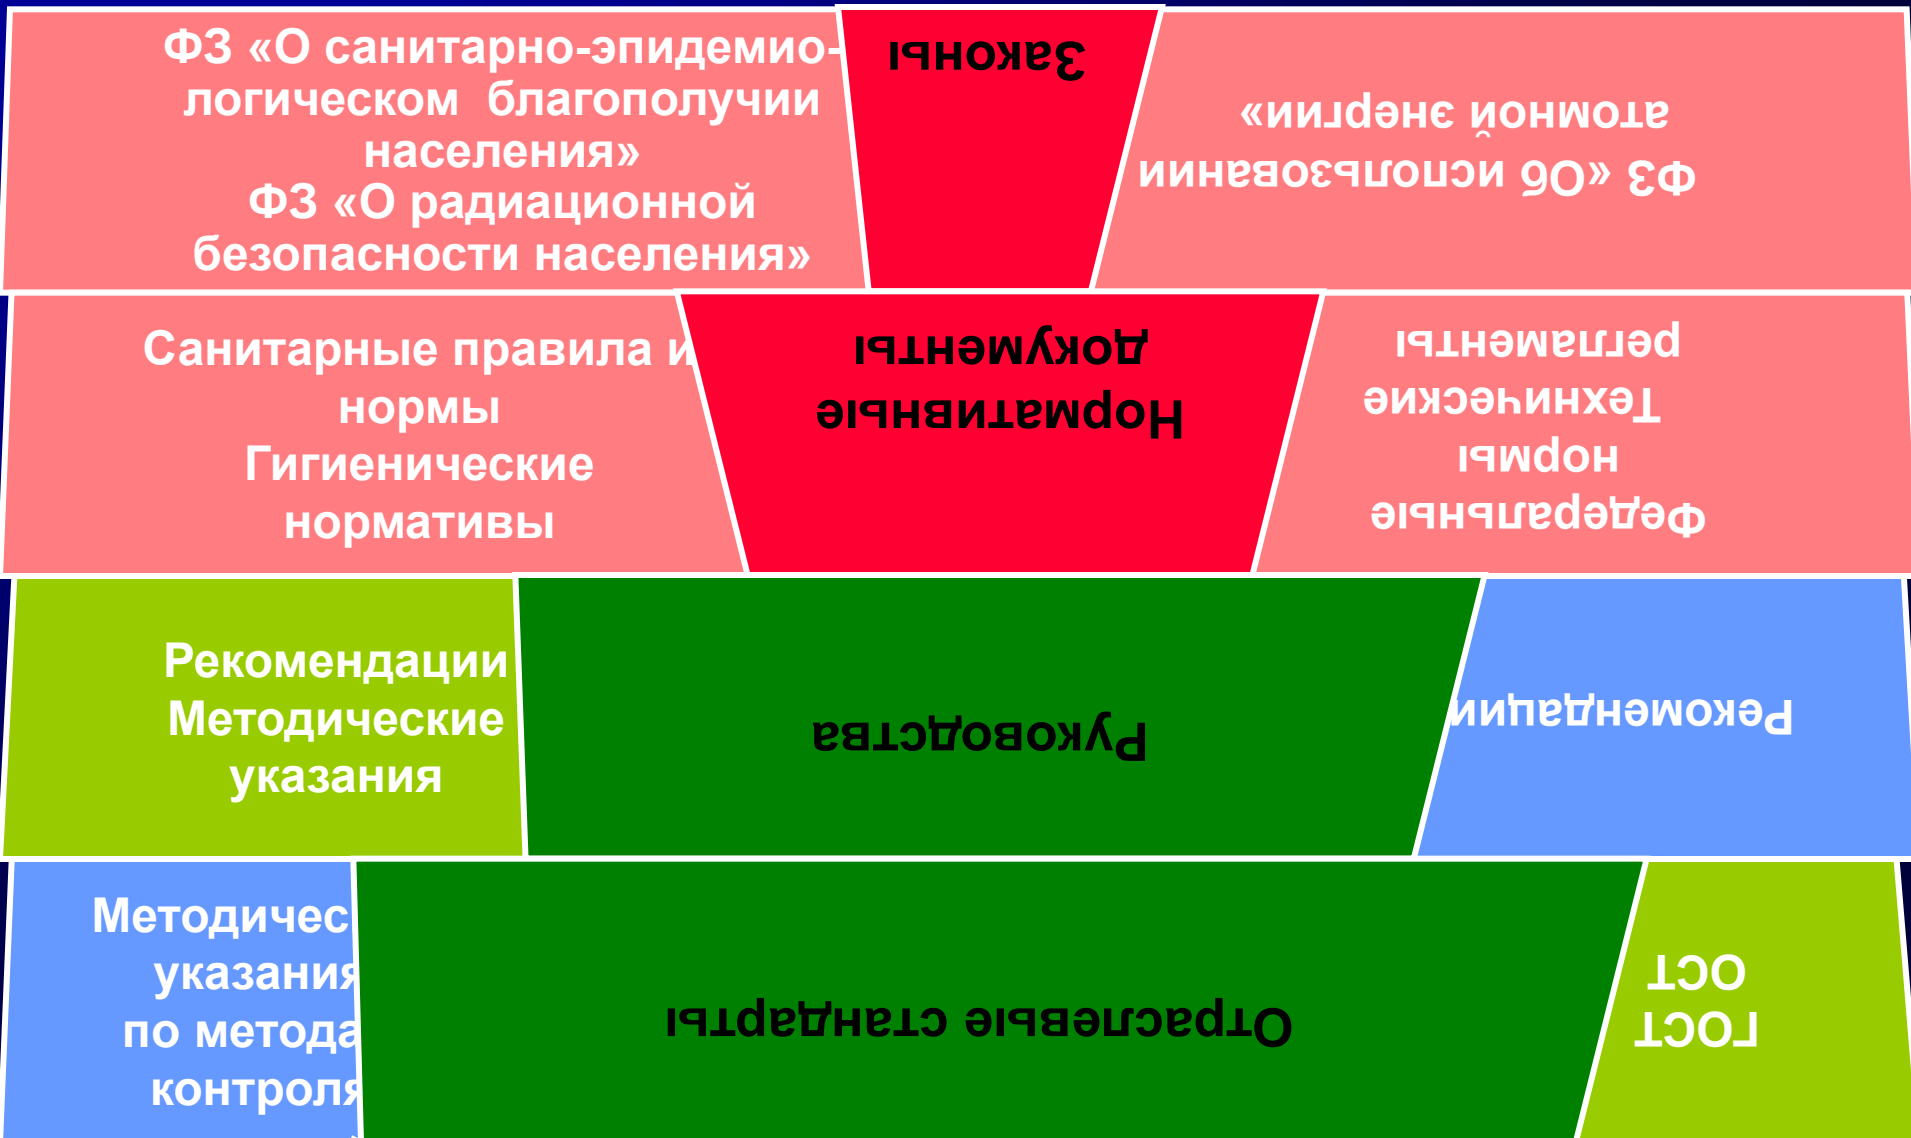 ФЗ «О санитарно-эпидемио-
логическом благополучии
населения»
ФЗ «О радиационной
безопасности населения»
Законы
ФЗ «Об использовании
атомной энергии»
Санитарные правила и
нормы
Гигиенические
нормативы
Нормативные
документы
Федеральные
нормы
Технические
регламенты
Рекомендации
Методические
указания
Руководства
Рекомендации
Методичес
указания
по метода
контроля
Отраслевые стандарты
ГОСТ
ОСТ